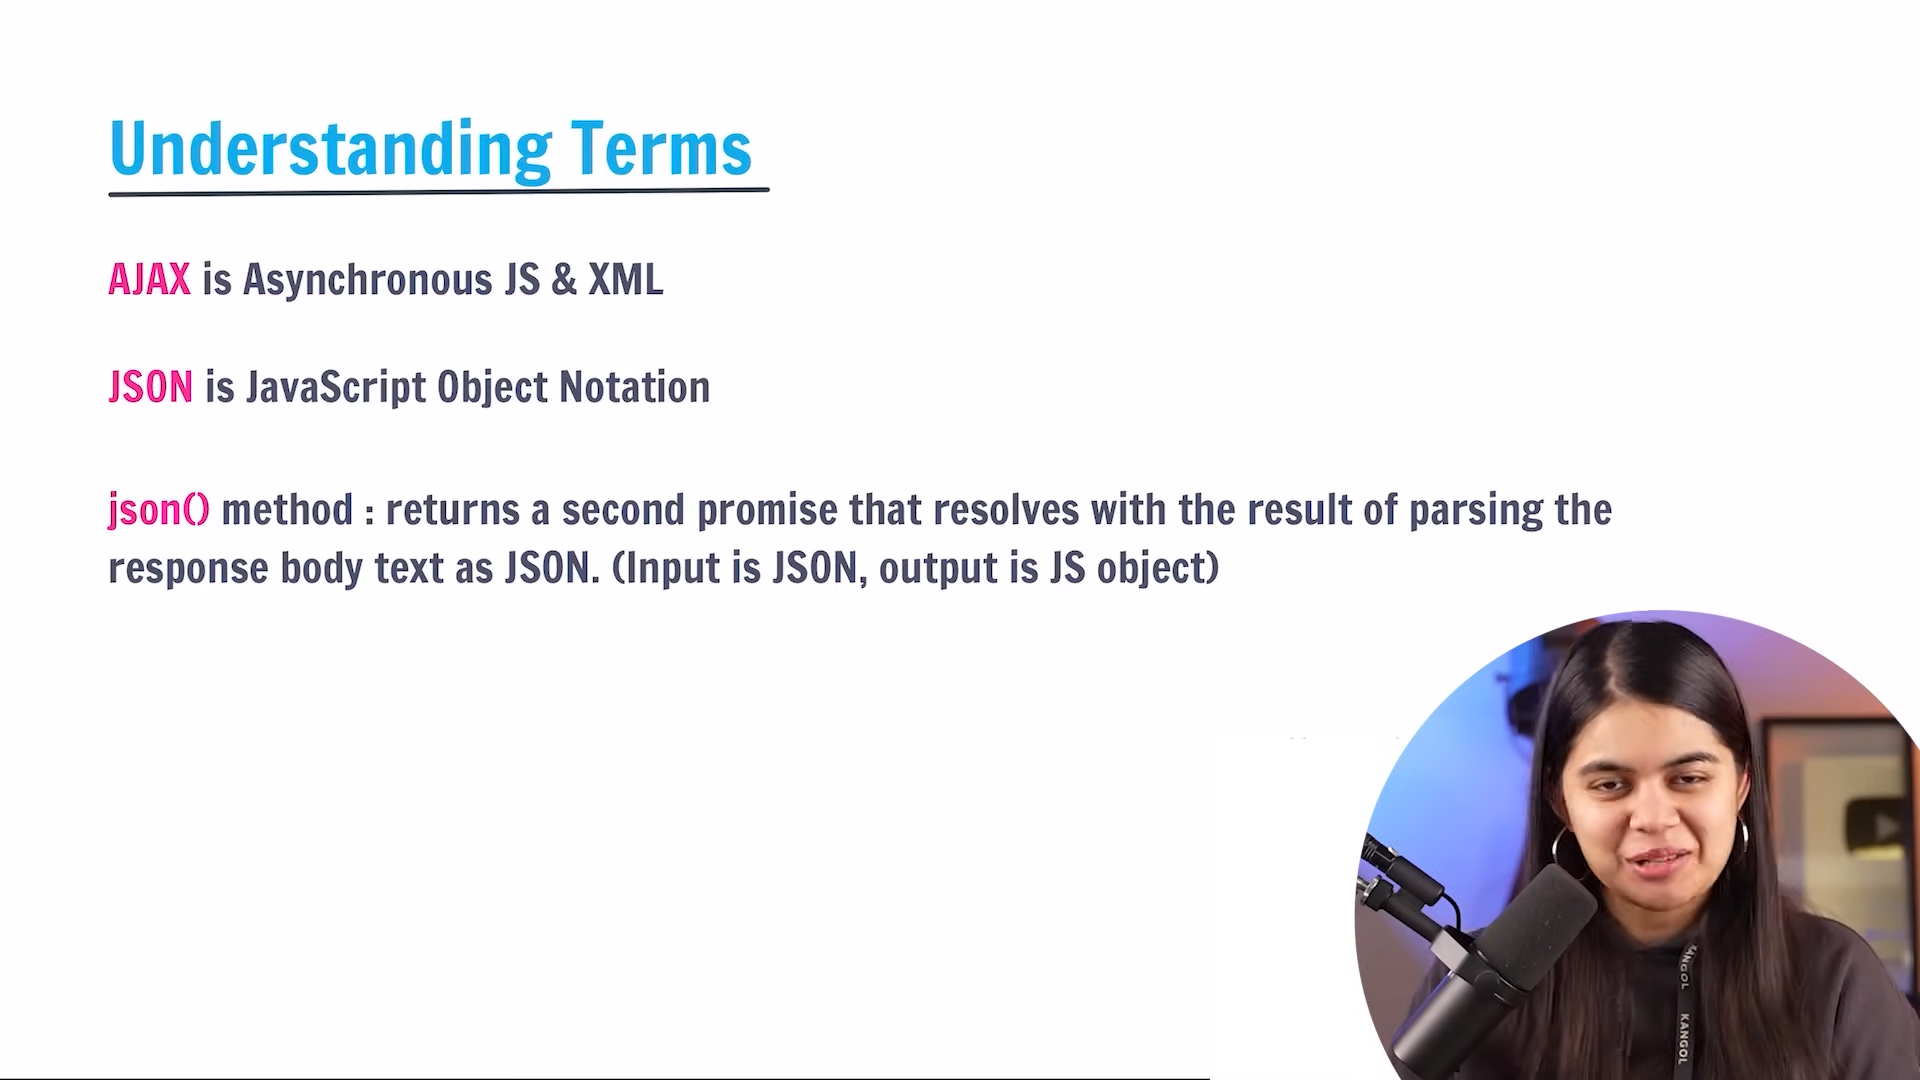 Understanding Terms
AJAX is Asynchronous JS & XML
JSON is JavaScript Object Notation
json() method : returns a second promise that resolves with the result of parsing the
response body text as JSON. (Input is JSON, output is JS object)
KANGOL
KANGOL